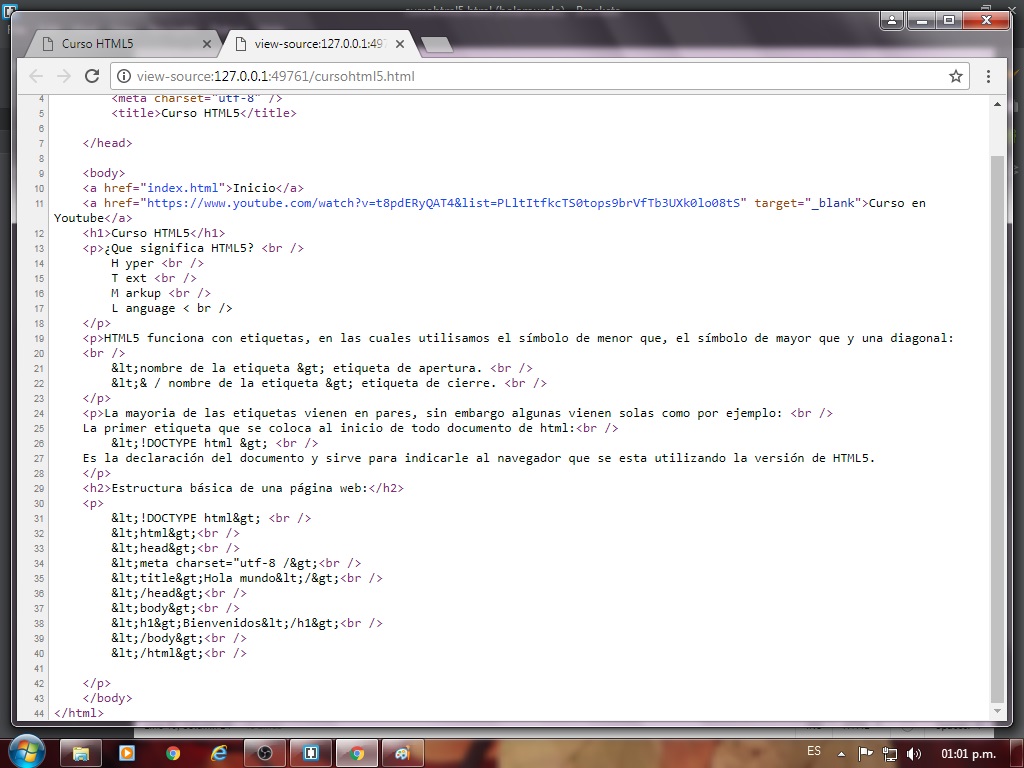 cursohtml5.html (holamundo) - Brackets
Curso HTML5
view-source:127.0.0.1:497
view-source:127.0.0.1:49761/cursohtml5.html
4 <meta charset="utf-8" />
5 <title>Curso HTML5</title>
6
7 </head>
8
9 <body>
10 <a href="index.html">Inicio</a>
11 <a href="https://www.youtube.com/watch?v=t8pdERyQAT4&list=PLltItfkcTS0tops9brVfTb3UXk0lo08tS" target="_blank">Curso en
Youtube</a>
12 <h1>Curso HTML5</h1>
13 <p>¿Que significa HTML5? <br />
14 H yper <br />
15 T ext <br />
16 M arkup <br />
17 L anguage < br />
18 </p>
19 <p>HTML5 funciona con etiquetas, en las cuales utilisamos el símbolo de menor que, el símbolo de mayor que y una diagonal:
20 <br />
21 &lt;nombre de la etiqueta &gt; etiqueta de apertura. <br />
22 &lt;& / nombre de la etiqueta &gt; etiqueta de cierre. <br />
23 </p>
24 <p>La mayoria de las etiquetas vienen en pares, sin embargo algunas vienen solas como por ejemplo: <br />
25 La primer etiqueta que se coloca al inicio de todo documento de html:<br />
26 &lt;!DOCTYPE html &gt; <br />
27 Es la declaración del documento y sirve para indicarle al navegador que se esta utilizando la versión de HTML5.
28 </p>
29 <h2>Estructura básica de una página web:</h2>
30 <p>
31 &lt;!DOCTYPE html&gt; <br />
32 &lt;html&gt;<br />
33 &lt;head&gt;<br />
34 &lt;meta charset="utf-8 /&gt;<br />
35 &lt;title&gt;Hola mundo&lt;/&gt;<br />
36 &lt;/head&gt;<br />
37 &lt;body&gt;<br />
38 &lt;h1&gt;Bienvenidos&lt;/h1&gt;<br />
39 &lt;/body&gt;<br />
40 &lt;/html&gt;<br />
41
42 </p>
43 </body>
44 </html>
ES
01:01 p.m.